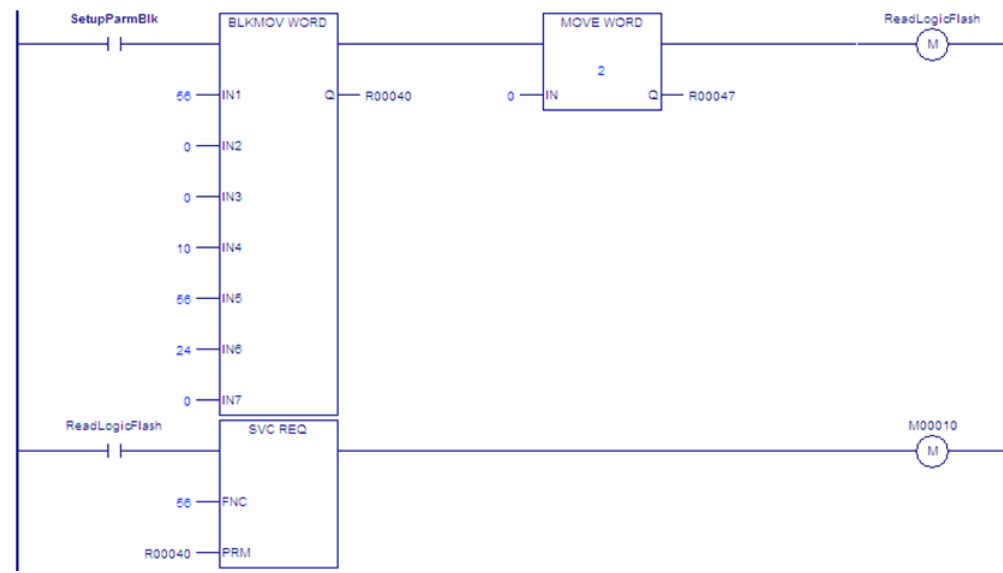 SetupParmBlk
BLKMOV WORD
MOVE WORD
ReadLogicFlash
M
2
56 IN1 Q R00040 0 IN Q R00047
0 IN2
0 IN3
10 IN4
56 IN5
24 IN6
0 IN7
ReadLogicFlash
SVC REQ
M00010
M
56 FNC
R00040 PRM